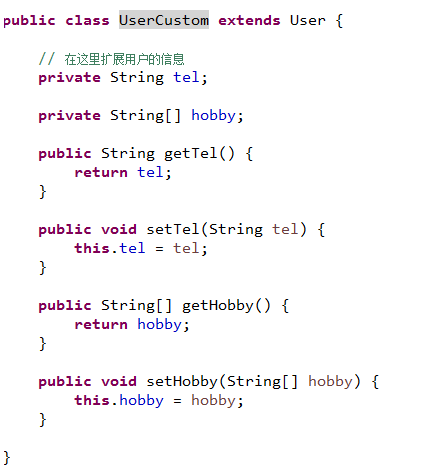 public class UserCustom extends User {
// 在这里扩展用户的信息
private String tel;
private String[] hobby;
public String getTel() {
return tel;
}
public void setTel(String tel) {
this.tel = tel;
}
public String[] getHobby() {
return hobby;
}
public void setHobby(String[] hobby) {
this.hobby = hobby;
}
}